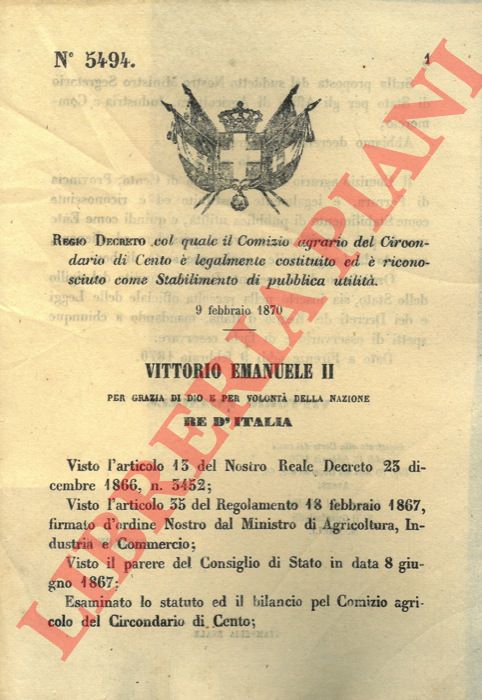 N° 5494.
1
REGIO DECRETO col quale il Comizio agrario del Circon-
dario di Cento è legalmente costituito ed è ricono-
sciuto come Stabilimento di pubblica utilità.
9 febbraio 1870
VITTORIO EMANUELE II
PER GRAZIA DI DIO E PER VOLONTÀ DELLA NAZIONE
RE D'ITALIA
Visto l'articolo 13 del Nostro Reale Decreto 23 di-
cembre 1866, n. 3452;
Visto l'articolo 35 del Regolamento 18 febbraio 1867,
firmato d'ordine Nostro dal Ministro di Agricoltura, In-
dustria e Commercio;
Visto il parere del Consiglio di Stato in data 8 giu-
gno 1867;
Esaminato lo statuto ed il bilancio pel Comizio agri-
colo del Circondario di Cento;
LIBRERIA PIANI